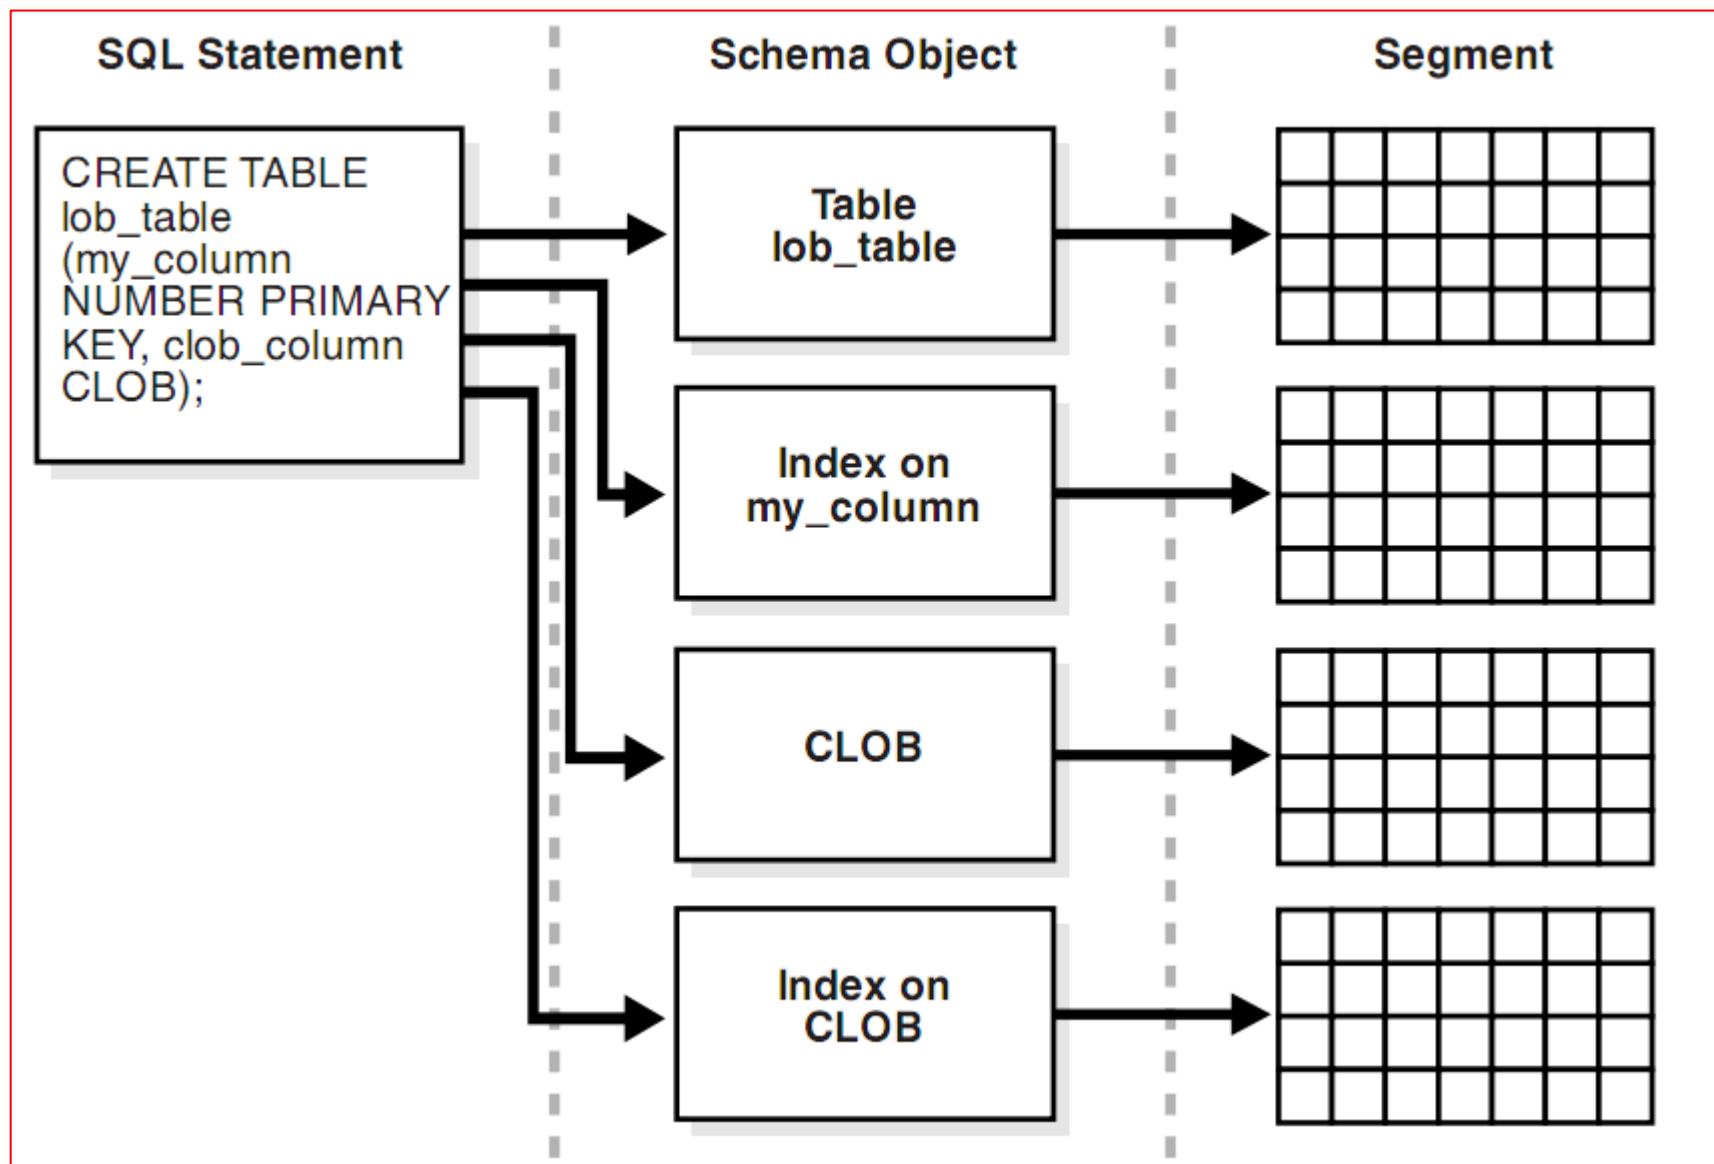 SQL Statement
Schema Object
Segment
CREATE TABLE
lob_table
(my_column
NUMBER PRIMARY
KEY, clob_column
CLOB);
Table
lob_table
Index on
my_column
CLOB
Index on
CLOB